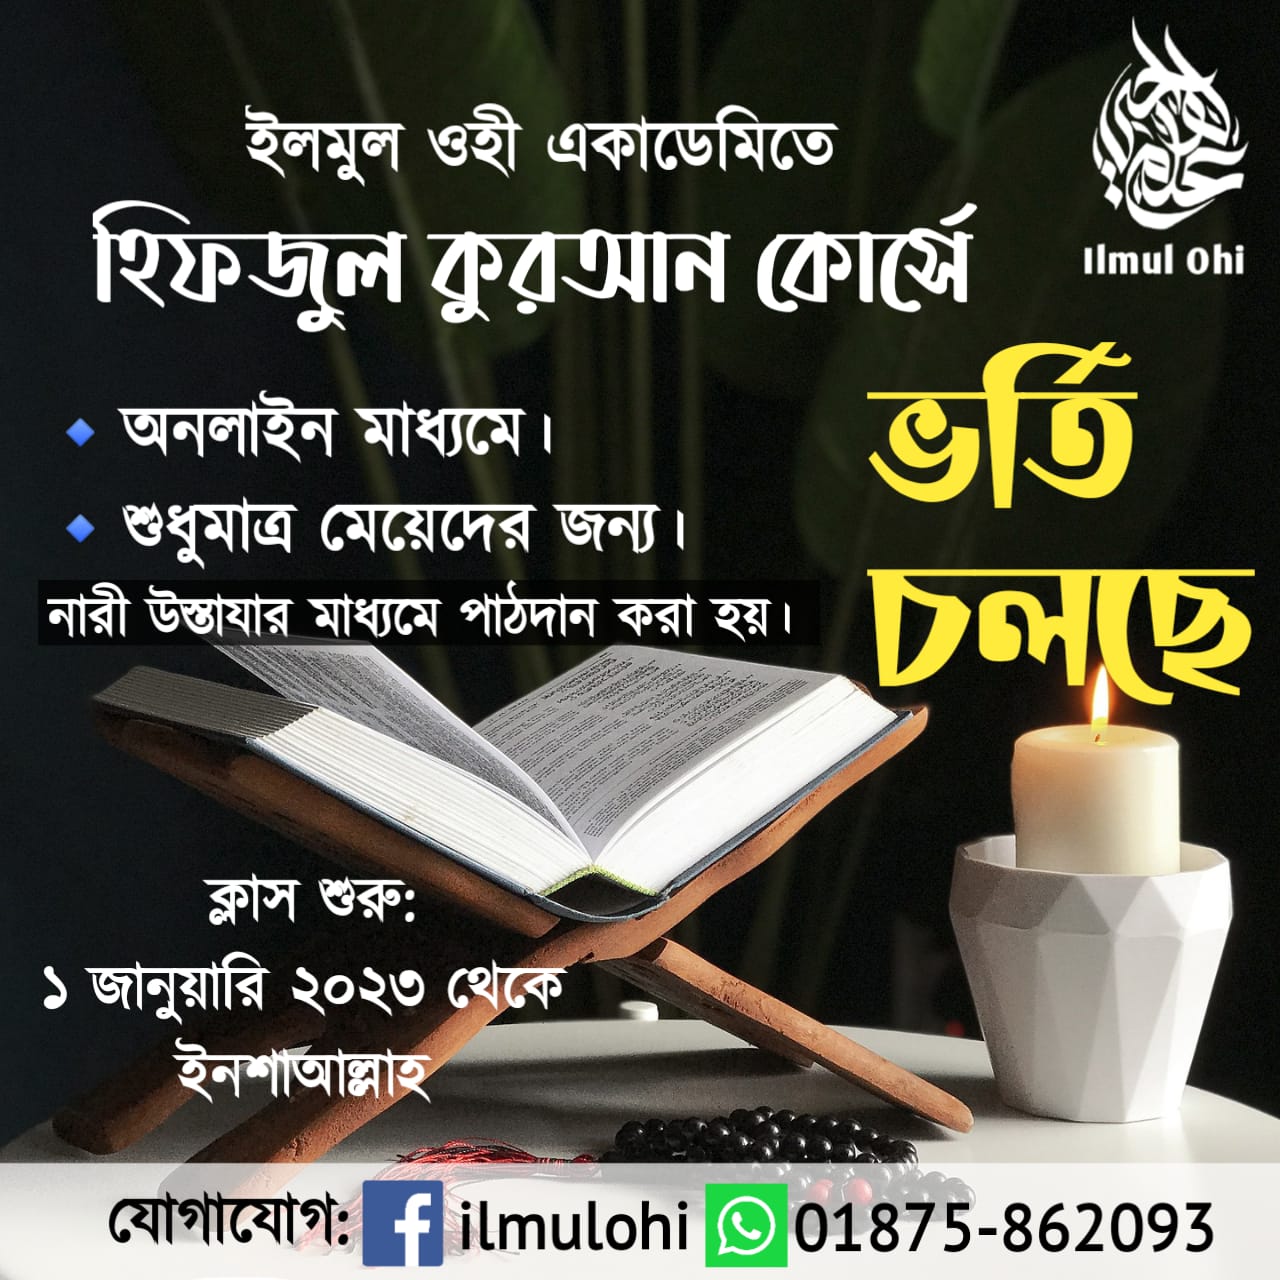 ইলমুল ওহী একাডেমিতে
হিফজুল কুরআন কোর্সে
Ilmul Ohi
ভর্তি
চলছে
অনলাইন মাধ্যমে।
শুধুমাত্র মেয়েদের জন্য।
নারী উস্তাযার মাধ্যমে পাঠদান করা হয়।
ক্লাস শুরু:
১ জানুয়ারি ২০২৩ থেকে
ইনশাআল্লাহ
যোগাযোগ: ilmulohi 01875-862093